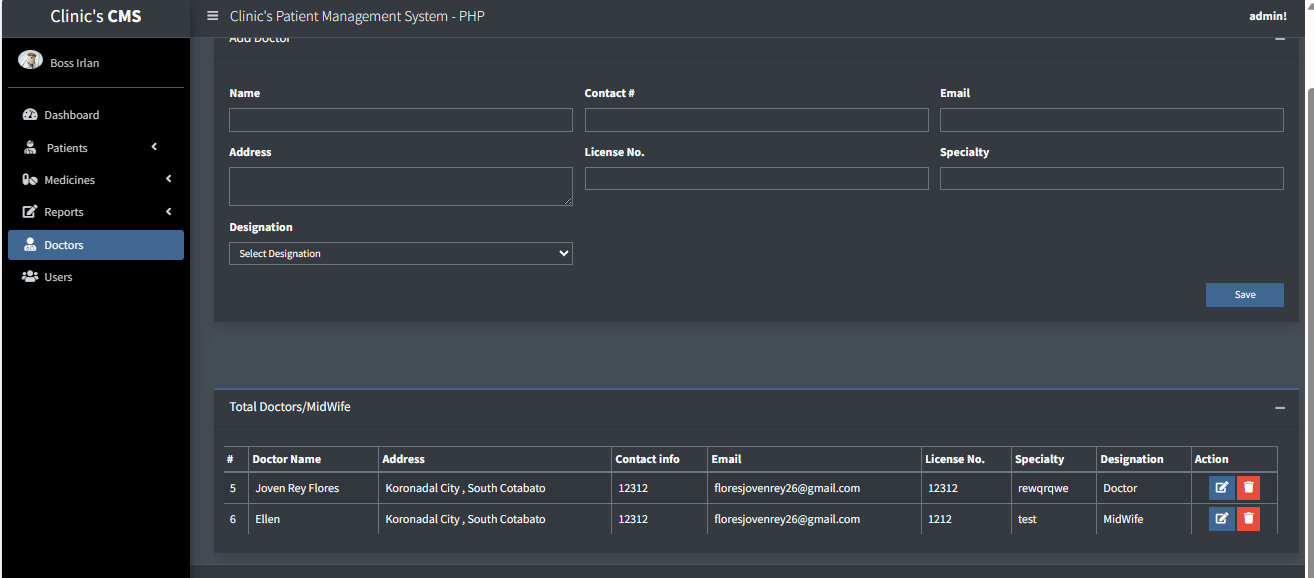 Clinic's CMS
Clinic's Patient Management System - PHP
admin!
Boss Irlan
Dashboard
Patients
Medicines
Reports
Doctors
Users
Add Doctor
Name
Contact #
Email
Address
License No.
Specialty
Designation
Select Designation
Save
Total Doctors/MidWife
# Doctor Name Address Contact info Email License No. Specialty Designation Action
5 Joven Rey Flores Koronadal City , South Cotabato 12312 floresjovenrey26@gmail.com 12312 rewqrqwe Doctor
6 Ellen Koronadal City , South Cotabato 12312 floresjovenrey26@gmail.com 1212 test MidWife